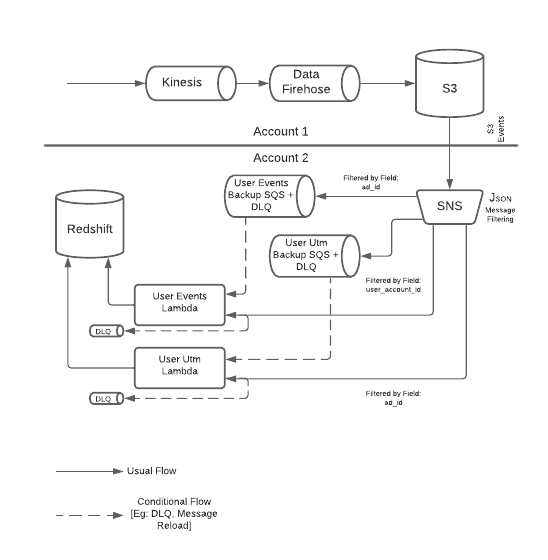 Kinesis
Data
Firehose
S3
S3
Events
Account 1
Account 2
User Events
Backup SQS +
DLQ
Filtered by Field:
ad_id
SNS
JSON
Message
Filtering
Redshift
User Utm
Backup SQS +
DLQ
Filtered by Field:
user_account_id
User Events
Lambda
DLQ
User Utm
Lambda
DLQ
Filtered by Field:
ad_id
Usual Flow
Conditional Flow
[Eg: DLQ, Message
Reload]